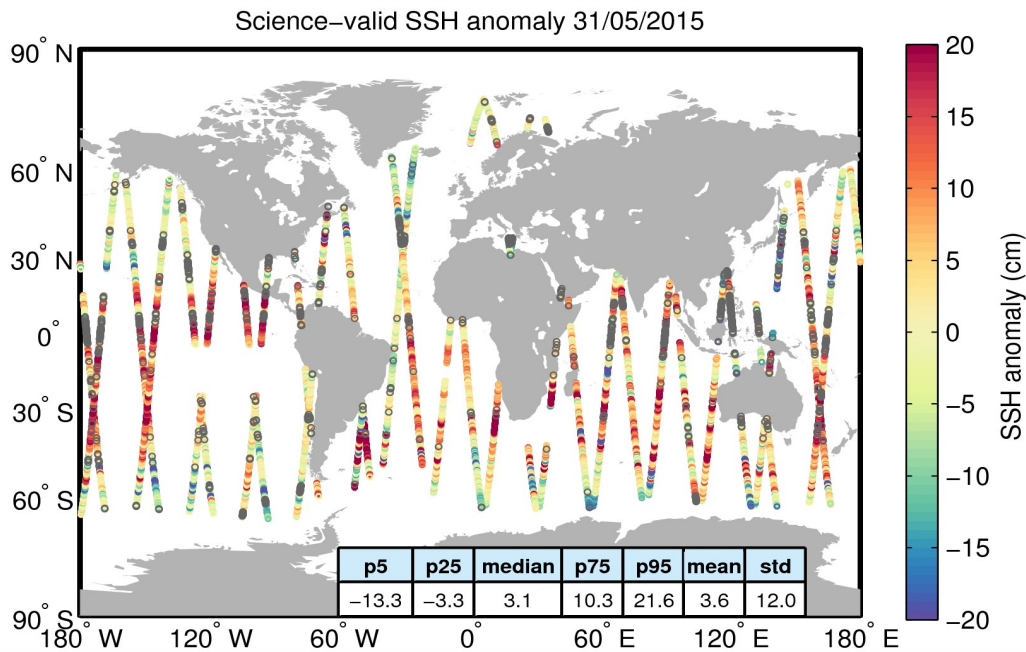 Science−valid SSH anomaly 31/05/2015
90° N
60° N
30° N
0°
30° S
60° S
90° S
180° W
120° W
60° W
0°
60° E
120° E
180° E
p5 p25 median p75 p95 mean std
−13.3 −3.3 3.1 10.3 21.6 3.6 12.0
20
15
10
5
0
−5
−10
−15
−20
SSH anomaly (cm)